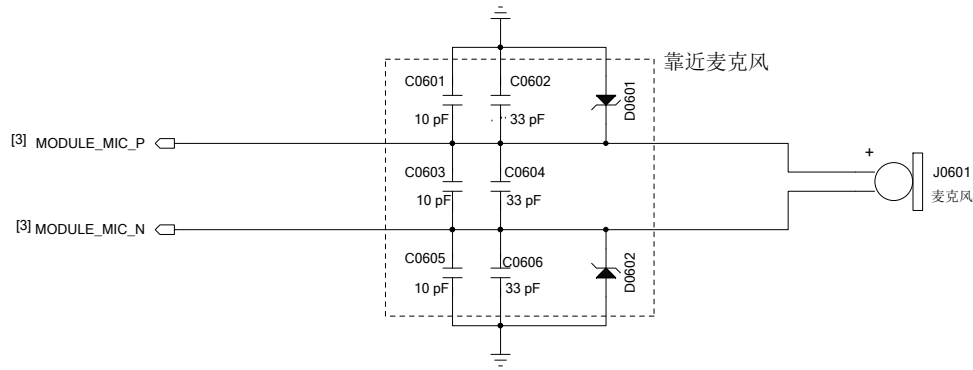 靠近麦克风
C0601
C0602
D0601
10 pF
33 pF
[3] MODULE_MIC_P
+
C0603
C0604
J0601
10 pF
33 pF
麦克风
[3] MODULE_MIC_N
C0605
C0606
D0602
10 pF
33 pF